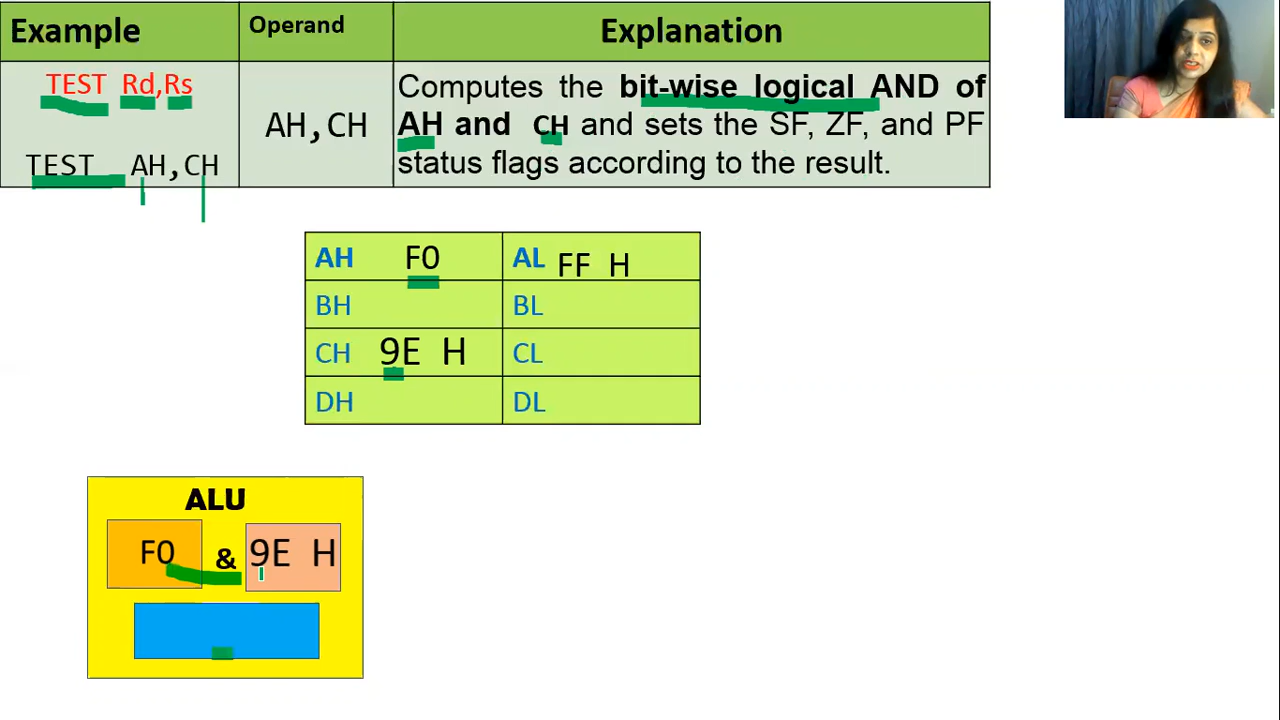 Example Operand Explanation
TEST Rd,Rs
TEST AH,CH
AH,CH
Computes the bit-wise logical AND of
AH and CH and sets the SF, ZF, and PF
status flags according to the result.
AH F0 AL FF H
BH BL
CH 9E H CL
DH DL
ALU
F0 & 9E H